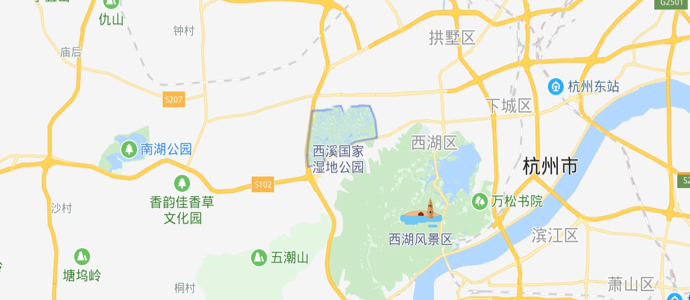 仇山
钟村
庙后
拱墅区
G2501
S207
杭州东站
下城区
南湖公园
西湖区
西溪国家
湿地公园
杭州市
S102
香韵佳香草
文化园
沙村
万松书院
西湖风景区
滨江区
五潮山
塘坞岭
桐村
萧山区